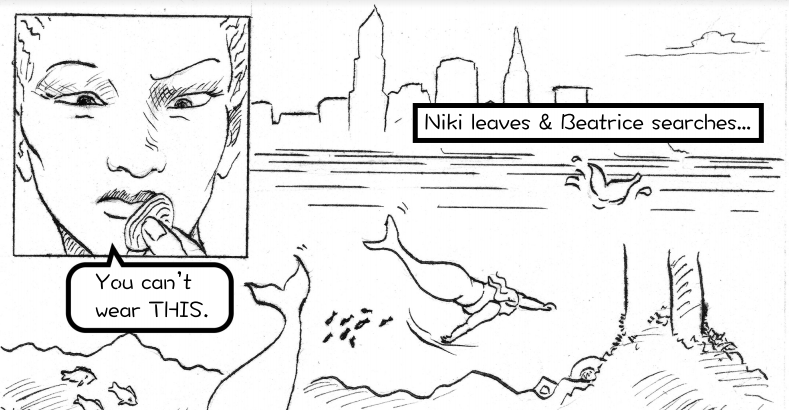 Niki leaves & Beatrice searches...
You can't
wear THIS.